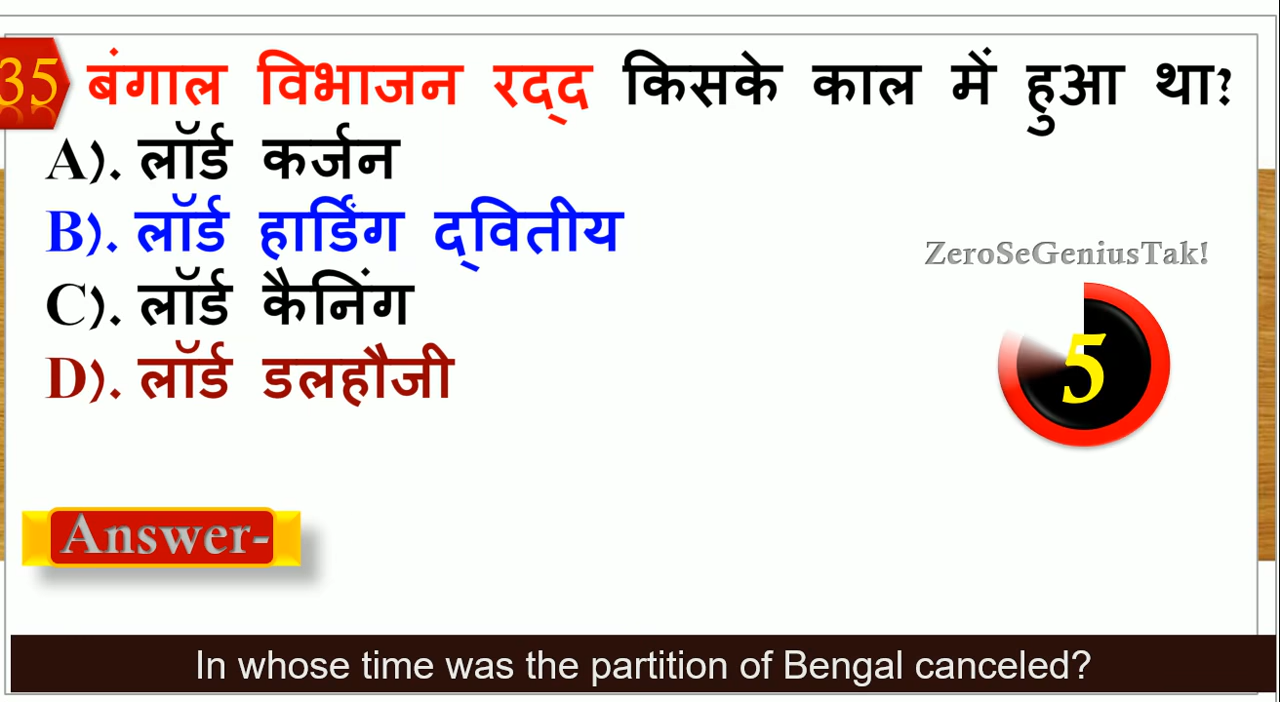 35 बंगाल विभाजन रद्द किसके काल में हुआ था?
A). लॉर्ड कर्जन
B). लॉर्ड हार्डिंग द्वितीय
C). लॉर्ड कैनिंग
D). लॉर्ड डलहौजी
ZeroSeGeniusTak!
5
Answer-
In whose time was the partition of Bengal canceled?